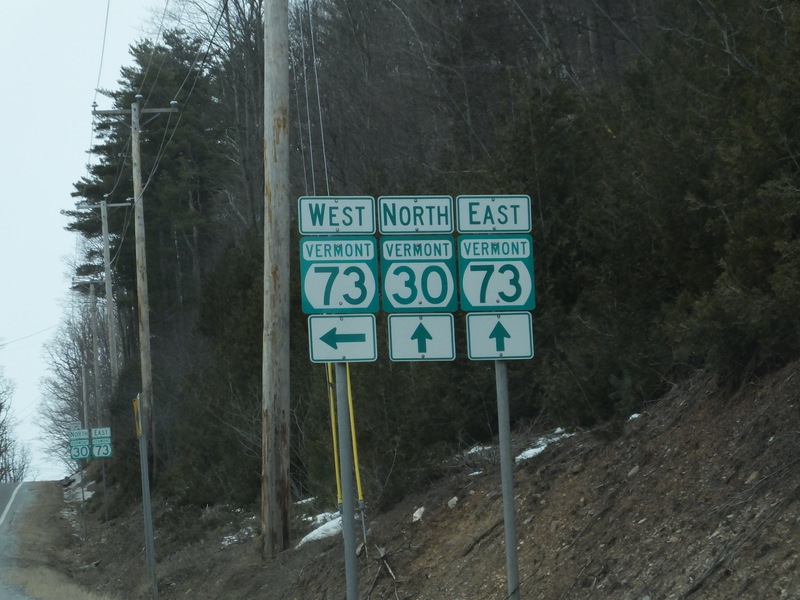 WEST NORTH EAST
VERMONT VERMONT VERMONT
73 30 73
NORTH EAST
30 73